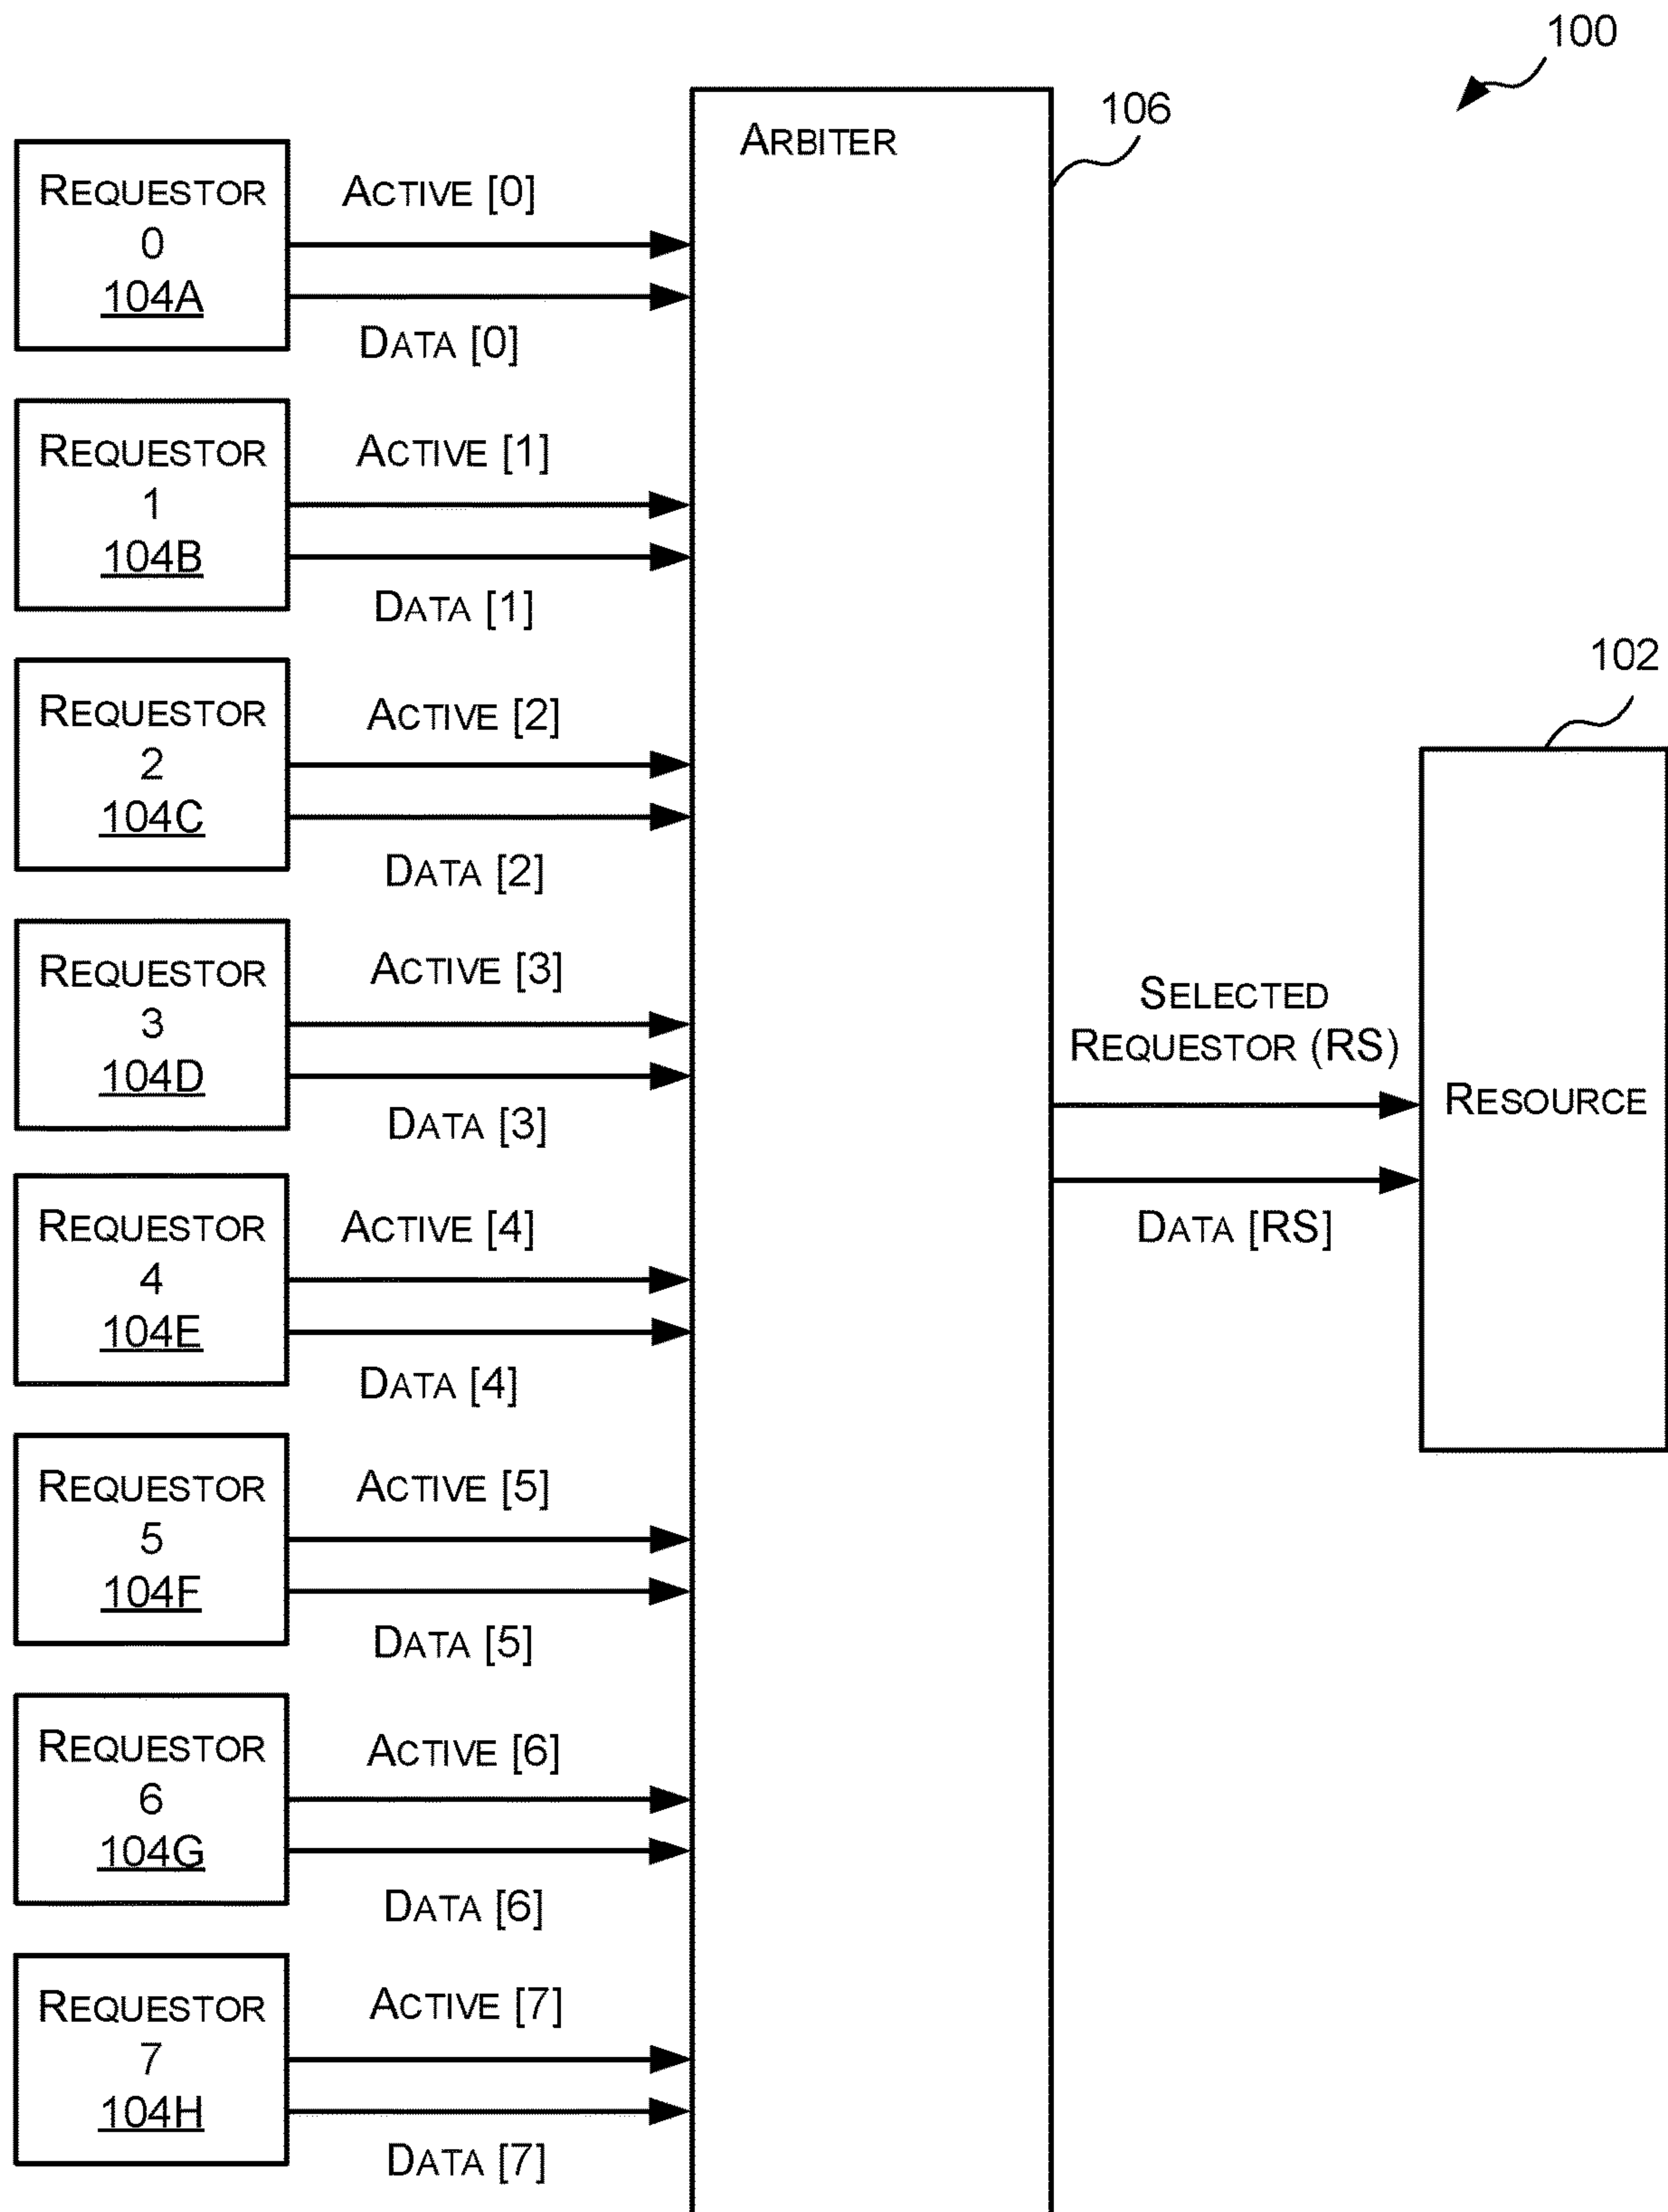 100
106
ARBITER
REQUESTOR
0
104A
ACTIVE [0]
DATA [0]
REQUESTOR
1
104B
ACTIVE [1]
DATA [1]
REQUESTOR
2
104C
ACTIVE [2]
DATA [2]
REQUESTOR
3
104D
ACTIVE [3]
DATA [3]
REQUESTOR
4
104E
ACTIVE [4]
DATA [4]
REQUESTOR
5
104F
ACTIVE [5]
DATA [5]
REQUESTOR
6
104G
ACTIVE [6]
DATA [6]
REQUESTOR
7
104H
ACTIVE [7]
DATA [7]
SELECTED
REQUESTOR (RS)
DATA [RS]
102
RESOURCE